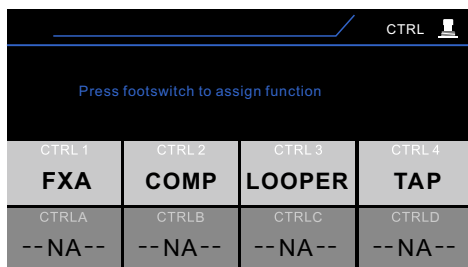 CTRL
Press footswitch to assign function
CTRL 1 CTRL 2 CTRL 3 CTRL 4
FXA COMP LOOPER TAP
CTRLA CTRLB CTRLC CTRLD
--NA-- --NA-- --NA-- --NA--